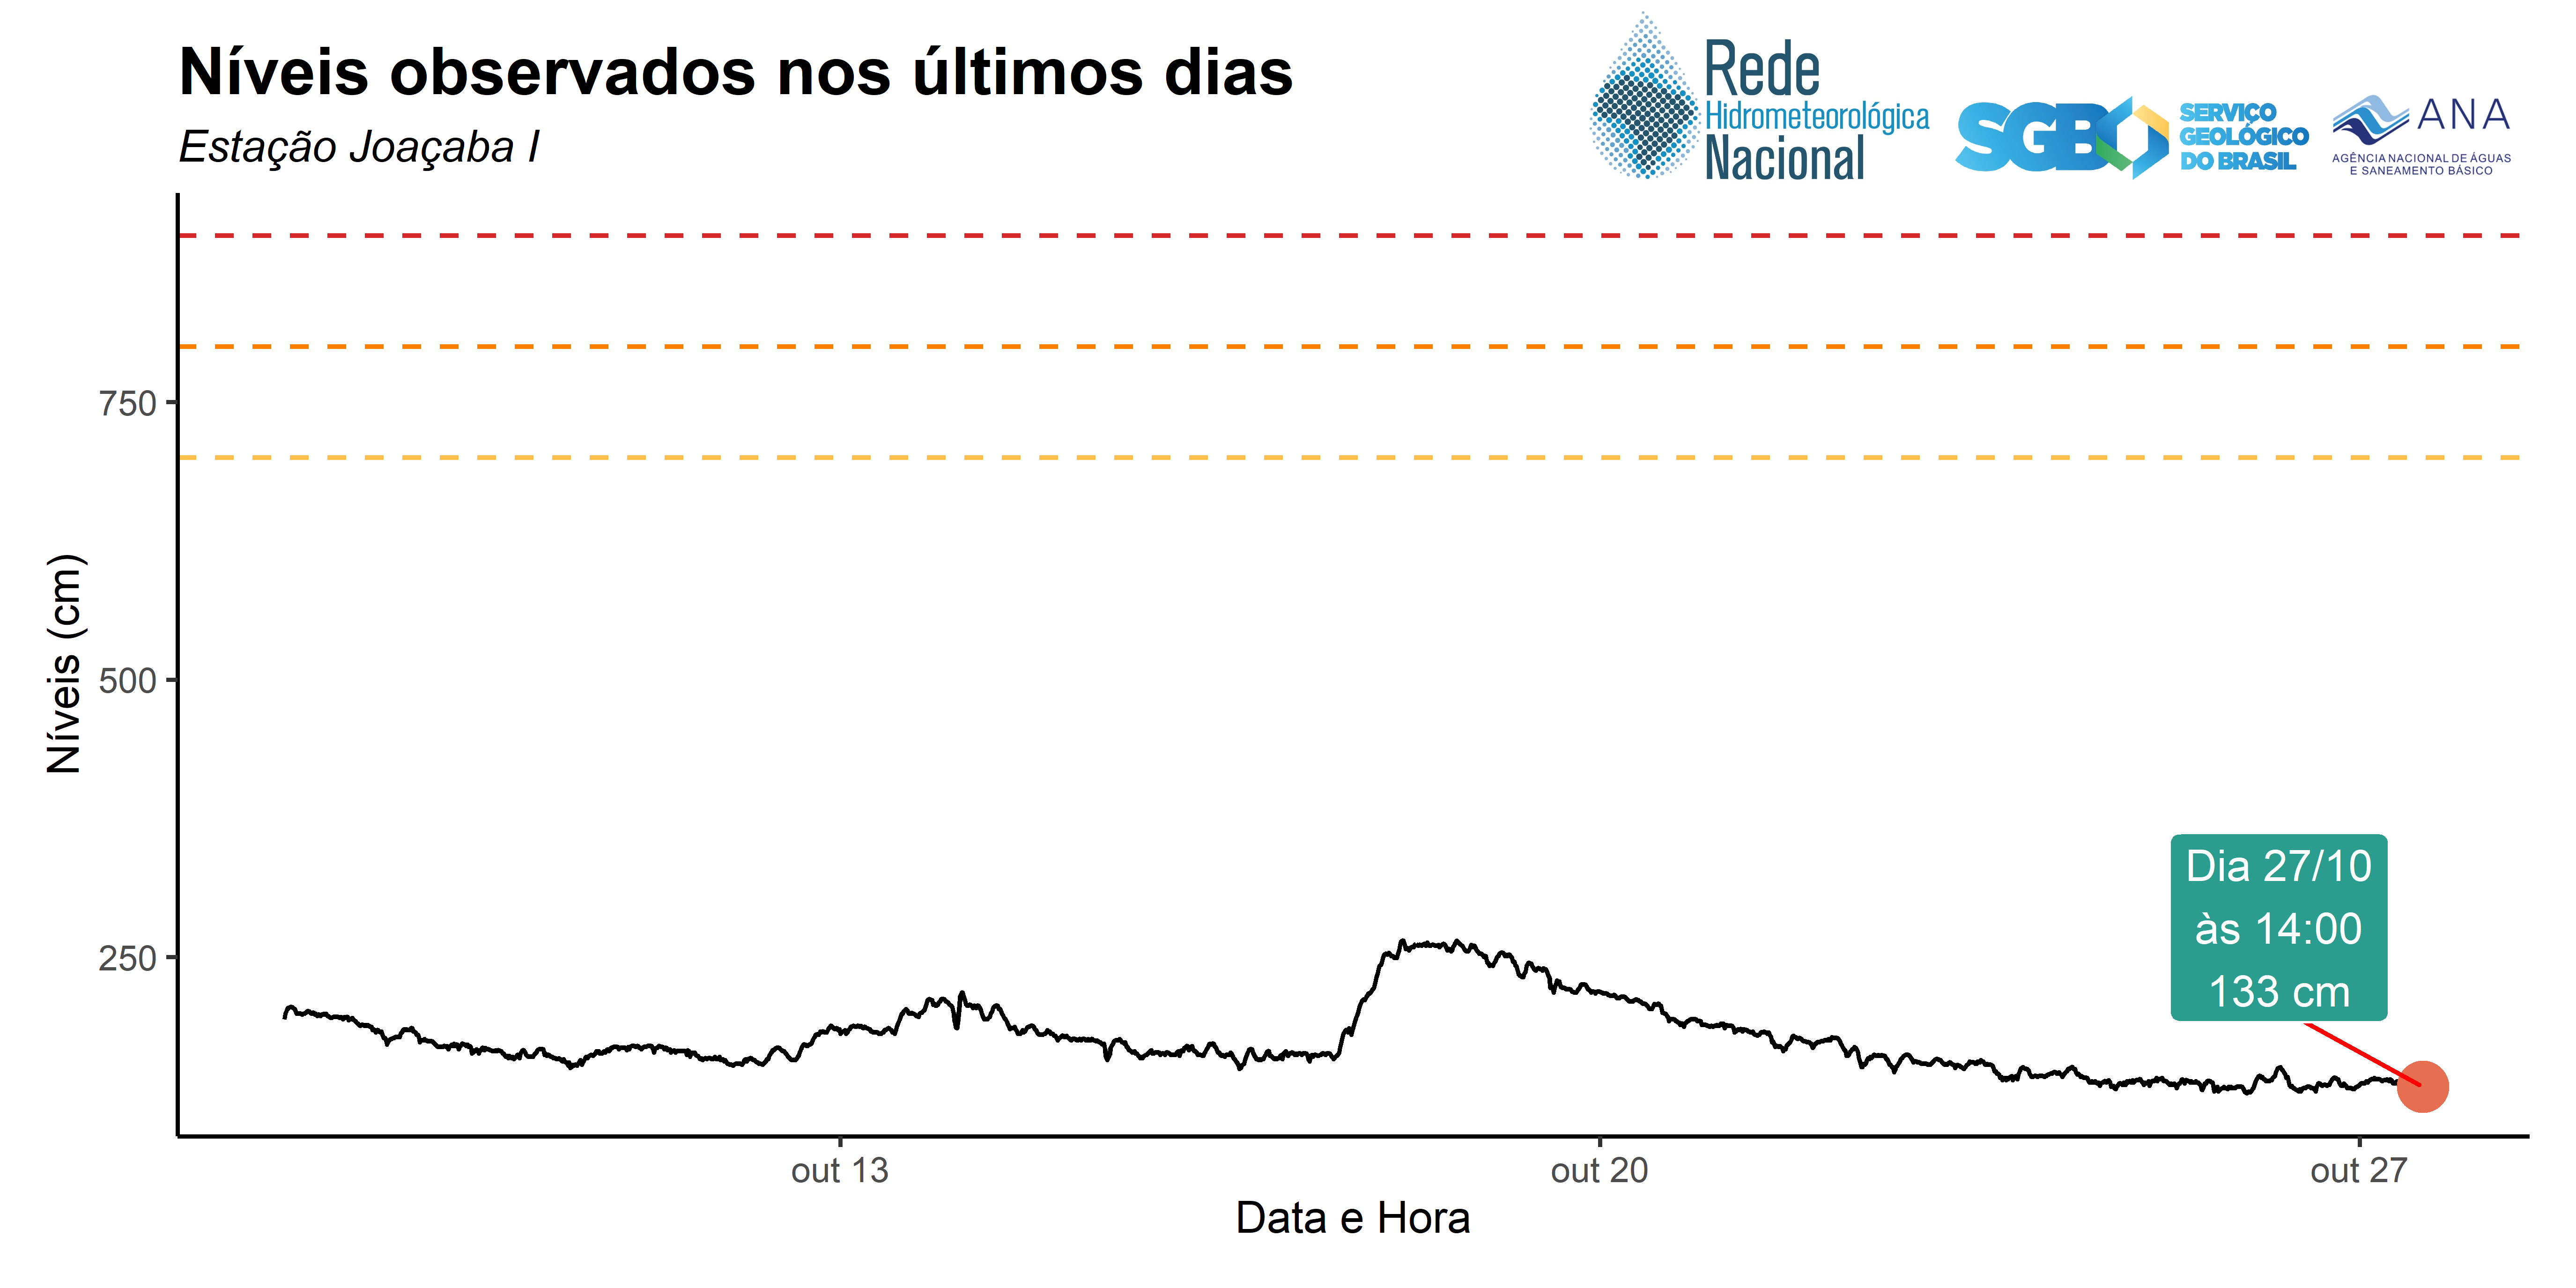 Níveis observados nos últimos dias
Estação Joaçaba I
Rede
Hidrometeorológica
Nacional
SGB
SERVIÇO
GEOLÓGICO
DO BRASIL
ANA
AGÊNCIA NACIONAL DE ÁGUAS
E SANEAMENTO BÁSICO
Níveis (cm)
750
500
250
Dia 27/10
às 14:00
133 cm
out 13
out 20
out 27
Data e Hora